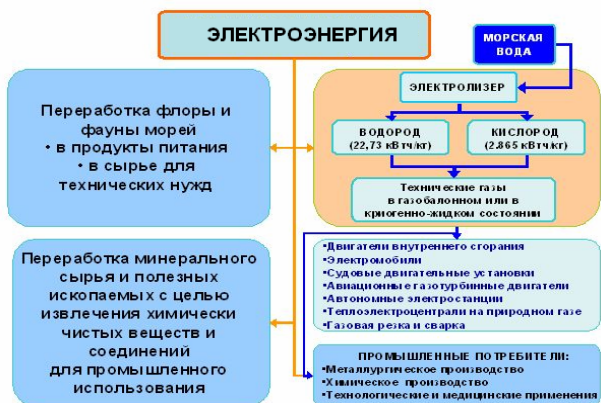 ЭЛЕКТРОЭНЕРГИЯ
МОРСКАЯ
ВОДА
Переработка флоры и
фауны морей
• в продукты питания
• в сырье для
технических нужд
ЭЛЕКТРОЛИЗЕР
ВОДОРОД
(22,73 кВтч/кг)
КИСЛОРОД
(2.865 кВтч/кг)
Технические газы
в газобалонном или в
криогенно-жидком состоянии
Переработка минерального
сырья и полезных
ископаемых с целью
извлечения химически
чистых веществ и
соединений
для промышленного
использования
•Двигатели внутреннего сгорания
•Электромобили
•Судовые двигательные установки
•Авиационные газотурбинные двигатели
•Автономные электростанции
•Теплоэлектроцентрали на природном газе
•Газовая резка и сварка
ПРОМЫШЛЕННЫЕ ПОТРЕБИТЕЛИ:
•Металлургическое производство
•Химическое производство
•Технологические и медицинские применения